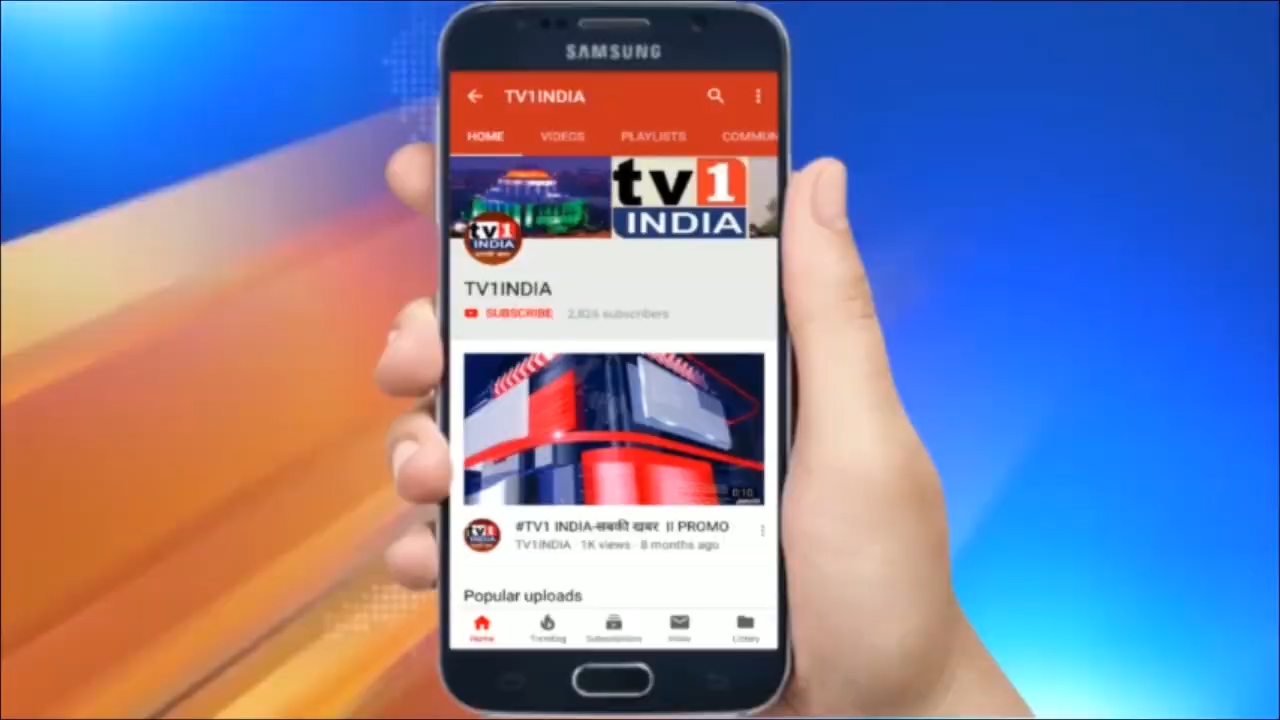 SAMSUNG
TV1INDIA
HOME VIDEOS PLAYLISTS COMMUN
tv1
INDIA
tv1
INDIA
TV1INDIA
SUBSCRIBE 2,826 subscribers
0:10
#TV1 INDIA-सबकी खबर II PROMO
TV1INDIA · 1K views · 8 months ago
Popular uploads
Home Trending Subscriptions Inbox Library